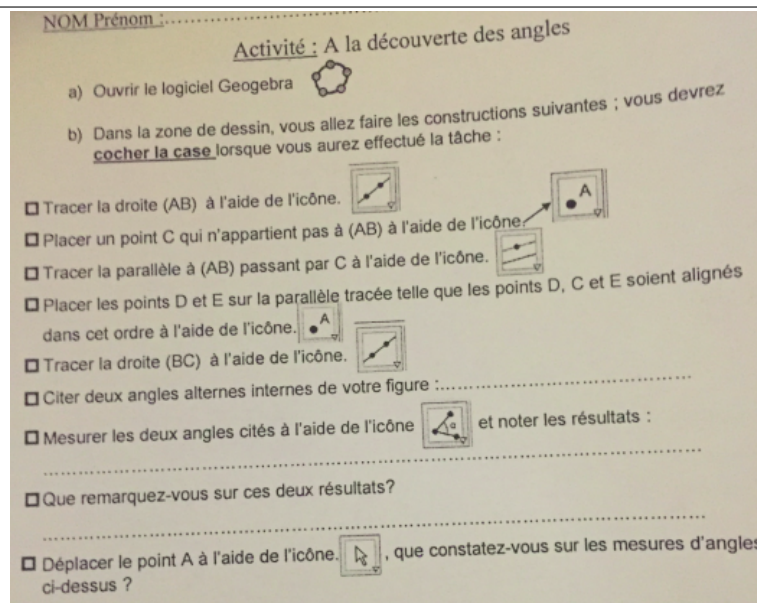 NOM Prénom :................................
Activité : A la découverte des angles
a) Ouvrir le logiciel Geogebra
b) Dans la zone de dessin, vous allez faire les constructions suivantes ; vous devrez
cocher la case lorsque vous aurez effectué la tâche :
□ Tracer la droite (AB) à l'aide de l'icône.
A
□ Placer un point C qui n'appartient pas à (AB) à l'aide de l'icône.
□ Tracer la parallèle à (AB) passant par C à l'aide de l'icône.
□ Placer les points D et E sur la parallèle tracée telle que les points D, C et E soient alignés
dans cet ordre à l'aide de l'icône. A
□ Tracer la droite (BC) à l'aide de l'icône.
□ Citer deux angles alternes internes de votre figure :................................
□ Mesurer les deux angles cités à l'aide de l'icône α et noter les résultats :
□ Que remarquez-vous sur ces deux résultats?
□ Déplacer le point A à l'aide de l'icône. , que constatez-vous sur les mesures d'angles
ci-dessus ?